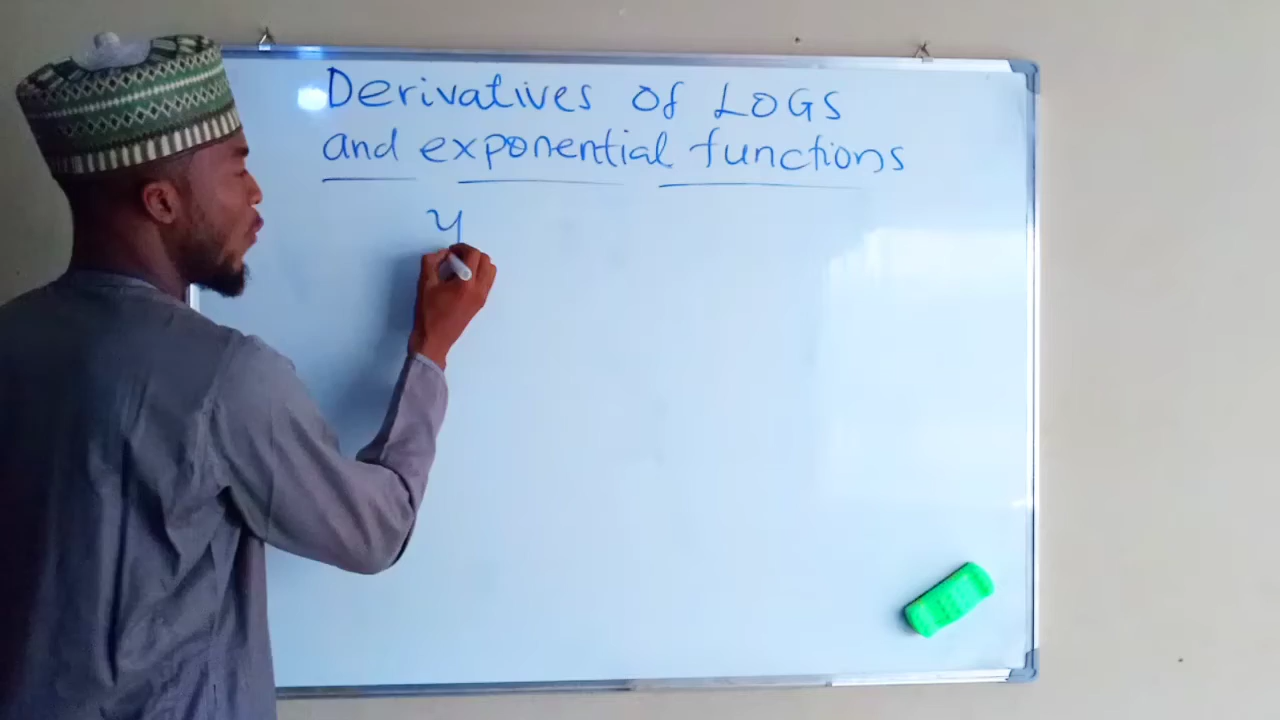 Derivatives of LOGS
and exponential functions
y